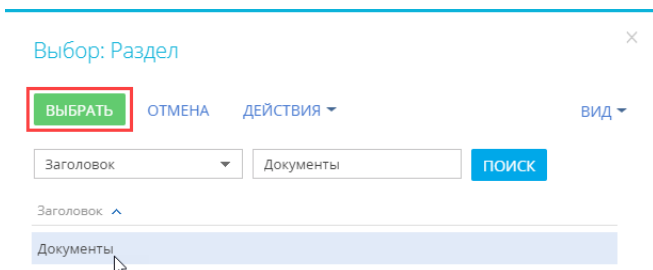 Выбор: Раздел
ВЫБРАТЬ ОТМЕНА ДЕЙСТВИЯ ВИД
Заголовок Документы ПОИСК
Заголовок
Документы